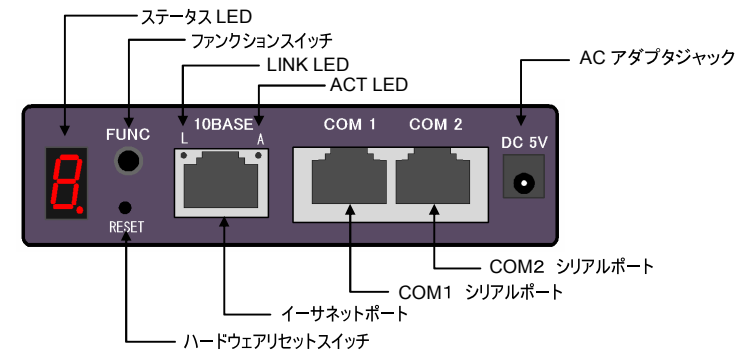 ステータス LED
ファンクションスイッチ
LINK LED
ACT LED
AC アダプタジャック
FUNC
10BASE
L
A
COM 1
COM 2
DC 5V
8.
RESET
COM2 シリアルポート
COM1 シリアルポート
イーサネットポート
ハードウェアリセットスイッチ